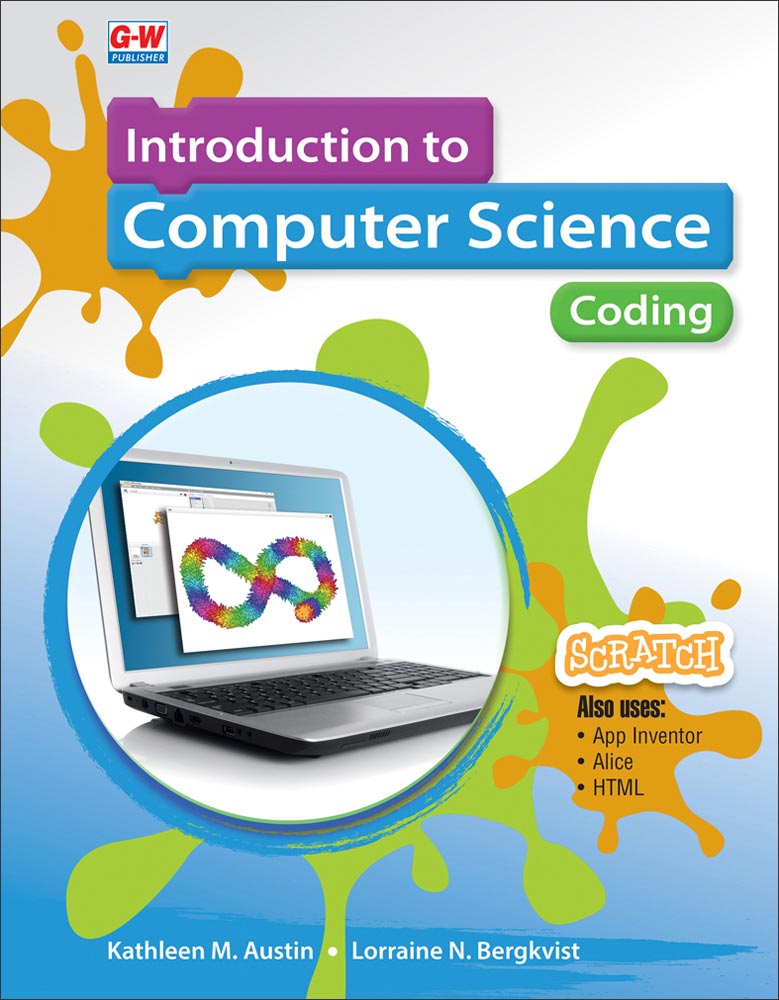 G-W
PUBLISHER
Introduction to
Computer Science
Coding
SCRATCH
Also uses:
• App Inventor
• Alice
• HTML
Kathleen M. Austin • Lorraine N. Bergkvist